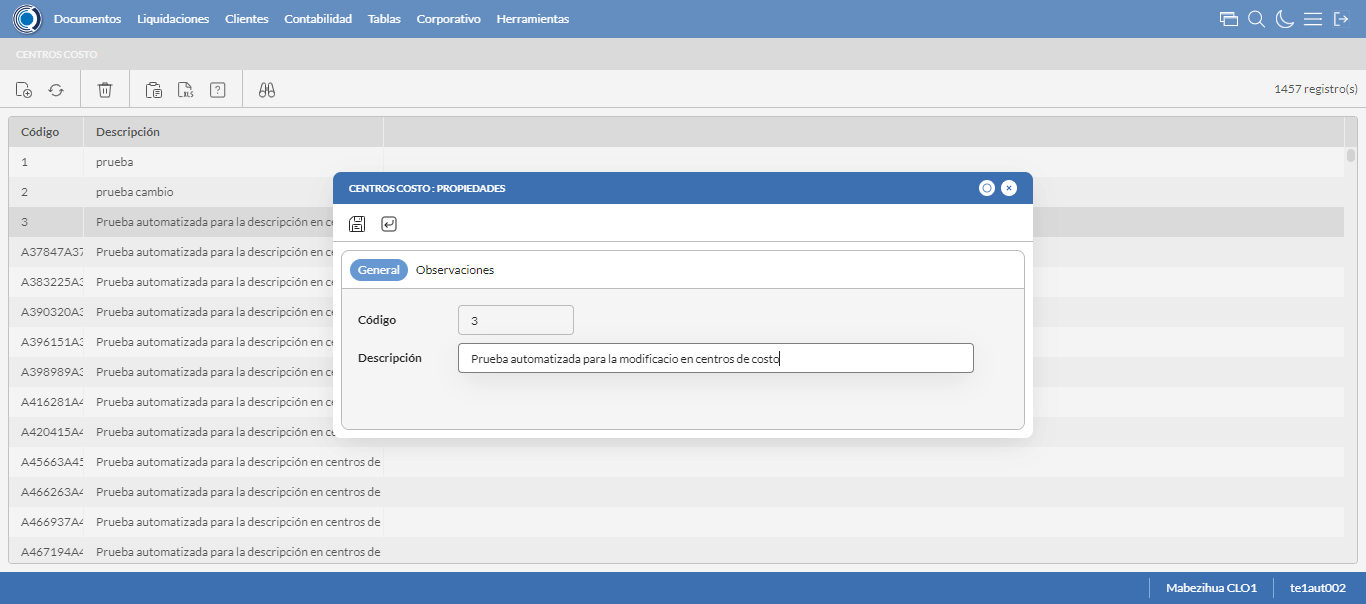 Documentos Liquidaciones Clientes Contabilidad Tablas Corporativo Herramientas
CENTROS COSTO
XLS ? 1457 registro(s)
Código Descripción
1 prueba
2 prueba cambio
3 Prueba automatizada para la descripción en ce
A37847A37 Prueba automatizada para la descripción en ce
A383225A3 Prueba automatizada para la descripción en ce
A390320A3 Prueba automatizada para la descripción en ce
A396151A3 Prueba automatizada para la descripción en ce
A398989A3 Prueba automatizada para la descripción en ce
A416281A4 Prueba automatizada para la descripción en ce
A420415A4 Prueba automatizada para la descripción en ce
A45663A45 Prueba automatizada para la descripción en centros de
A466263A4 Prueba automatizada para la descripción en centros de
A466937A4 Prueba automatizada para la descripción en centros de
A467194A4 Prueba automatizada para la descripción en centros de
CENTROS COSTO : PROPIEDADES
General Observaciones
Código 3
Descripción Prueba automatizada para la modificacio en centros de costo
Mabezihua CLO1 te1aut002